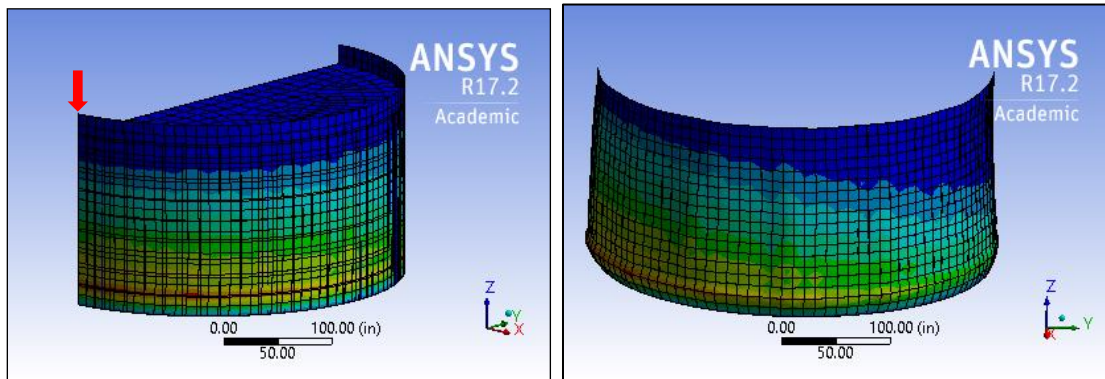 ANSYS
R17.2
Academic
Z
Y
X
0.00
100.00 (in)
50.00
ANSYS
R17.2
Academic
Z
Y
X
0.00
100.00 (in)
50.00